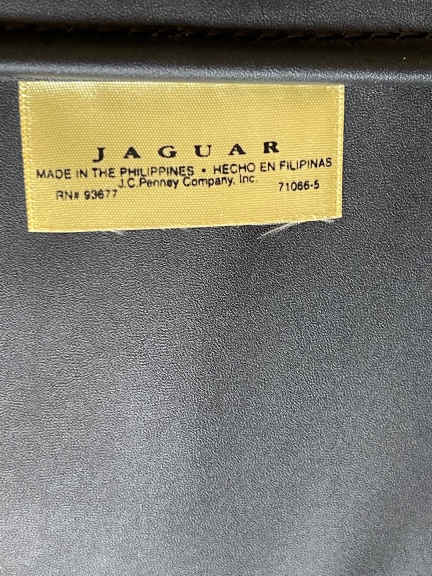 JAGUAR
MADE IN THE PHILIPPINES • HECHO EN FILIPINAS
J.C.Penney Company, Inc.
RN# 93677 71066-5